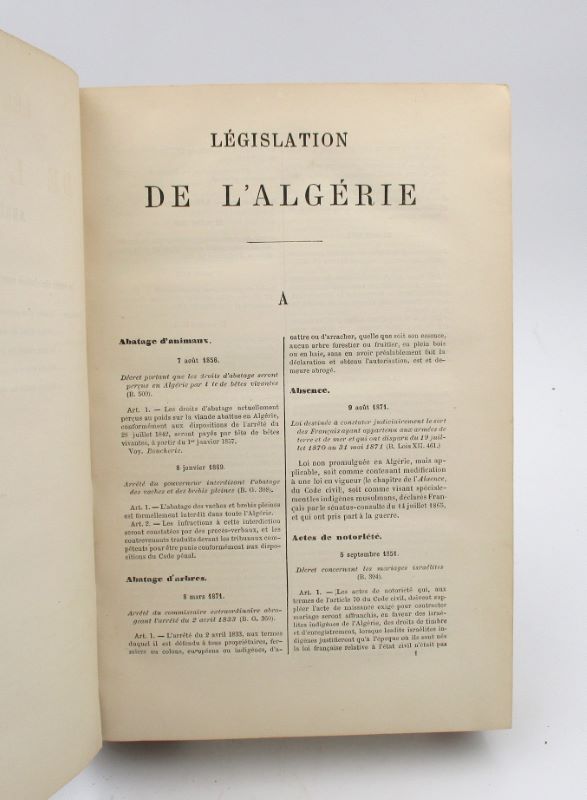 LÉGISLATION
DE L'ALGÉRIE
A
Abatage d'animaux.
7 août 1856.
Décret portant que les droits d'abatage seront
perçus en Algérie par tête de bêtes vivantes
(B. 500).
Art. 1. — Les droits d'abatage actuellement
perçus au poids sur la viande abattue en Algérie,
conformément aux dispositions de l'arrêté du
28 juillet 1842, seront payés par tête de bêtes
vivantes, à partir du 1er janvier 1857.
Voy. Boucherie.
8 janvier 1869.
Arrêté du gouverneur interdisant l'abatage
des vaches et des brebis pleines (B. G. 298).
Art. 1. — L'abatage des vaches et brebis pleines
est formellement interdit dans toute l'Algérie.
Art. 2. — Les infractions à cette interdiction
seront constatées par des procès-verbaux, et les
contrevenants traduits devant les tribunaux com-
pétents pour être punis conformément aux dispo-
sitions du Code pénal.
Abatage d'arbres.
8 mars 1871.
Arrêté du commissaire extraordinaire abro-
geant l'arrêté du 2 avril 1833 (B. G. 360).
Art. 1. — L'arrêté du 2 avril 1833, aux termes
duquel il est défendu à tous propriétaires, fer-
miers ou colons, européens ou indigènes, d'a-
battre ou d'arracher, quelle que soit son essence,
aucun arbre forestier ou fruitier, en plein bois
ou en haie, sans en avoir préalablement fait la
déclaration et obtenu l'autorisation, est et de-
meure abrogé.
Absence.
9 août 1871.
Loi destinée à constater judiciairement le sort
des Français ayant appartenu aux armées de
terre et de mer et qui ont disparu du 19 juil-
let 1870 au 31 mai 1871 (B. Lois XII. 461.)
Loi non promulguée en Algérie, mais ap-
plicable, soit comme contenant modification
à une loi en vigueur (le chapitre de l'Absence,
du Code civil, soit comme visant spéciale-
ment les indigènes musulmans, déclarés Fran-
çais par le sénatus-consulte du 14 juillet 1865,
et qui ont pris part à la guerre.
Actes de notoriété.
5 septembre 1851.
Décret concernant les mariages israélites
(B. 394).
Art. 1. — Les actes de notoriété qui, aux
termes de l'article 70 du Code civil, doivent sup-
pléer l'acte de naissance exigé pour contracter
mariage seront affranchis, en faveur des israé-
lites indigènes de l'Algérie, des droits de timbre
et d'enregistrement, lorsque lesdits israélites in-
digènes justifieront qu'à l'époque où ils sont nés
la loi française relative à l'état civil n'était pas
1